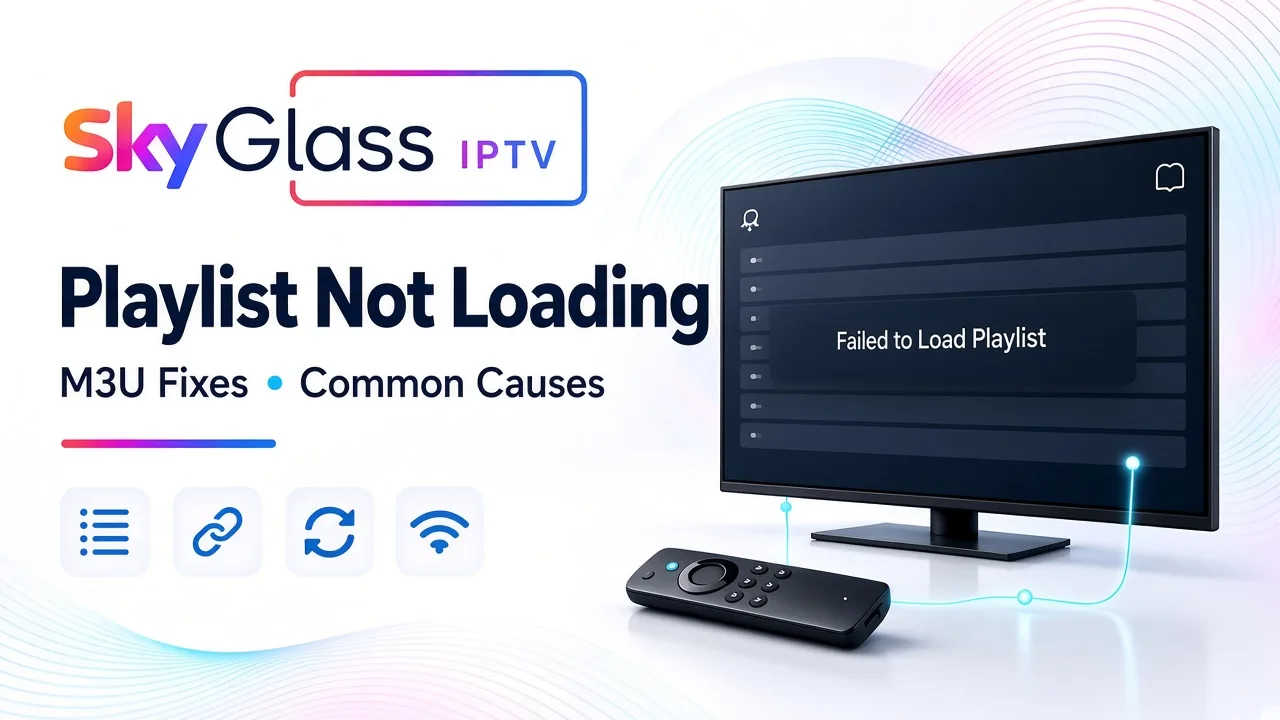 Sky Glass IPTV
Playlist Not Loading
M3U Fixes • Common Causes
Failed to Load Playlist